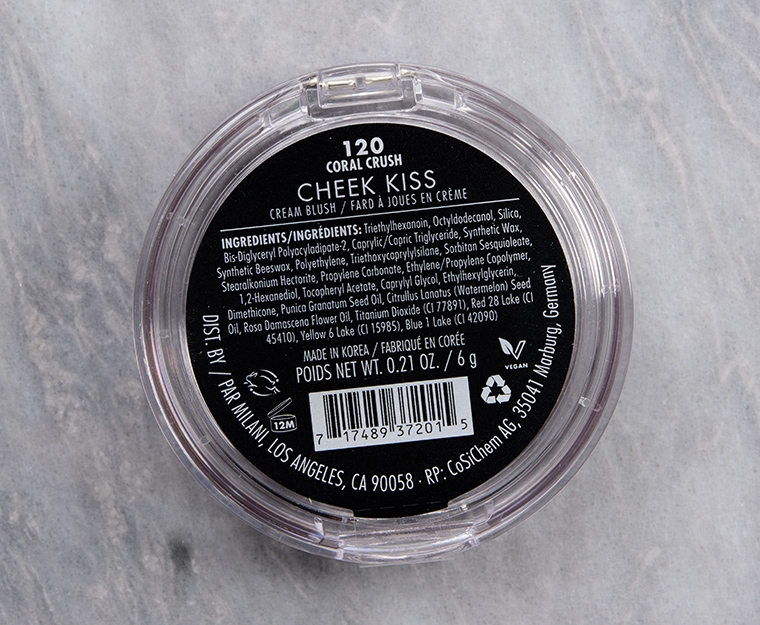 120
CORAL CRUSH
CHEEK KISS
CREAM BLUSH / FARD À JOUES EN CRÈME
INGREDIENTS/INGRÉDIENTS: Triethylhexanoin, Octyldodecanol, Silica,
Bis-Diglyceryl Polyacyladipate-2, Caprylic/Capric Triglyceride, Synthetic Wax,
Synthetic Beeswax, Polyethylene, Triethoxycaprylylsilane, Sorbitan Sesquioleate,
Stearalkonium Hectorite, Propylene Carbonate, Ethylene/Propylene Copolymer,
1,2-Hexanediol, Tocopheryl Acetate, Caprylyl Glycol, Ethylhexylglycerin,
Dimethicone, Punica Granatum Seed Oil, Citrullus Lanatus (Watermelon) Seed
Oil, Rosa Damascena Flower Oil, Titanium Dioxide (CI 77891), Red 28 Lake (CI
45410), Yellow 6 Lake (CI 15985), Blue 1 Lake (CI 42090)
MADE IN KOREA / FABRIQUÉ EN CORÉE
POIDS NET WT. 0.21 OZ. / 6 g
VEGAN
12M
7 17489 37201 5
DIST. BY / PAR MILANI, LOS ANGELES, CA 90058 · RP: CoSiChem AG, 35041 Marburg, Germany